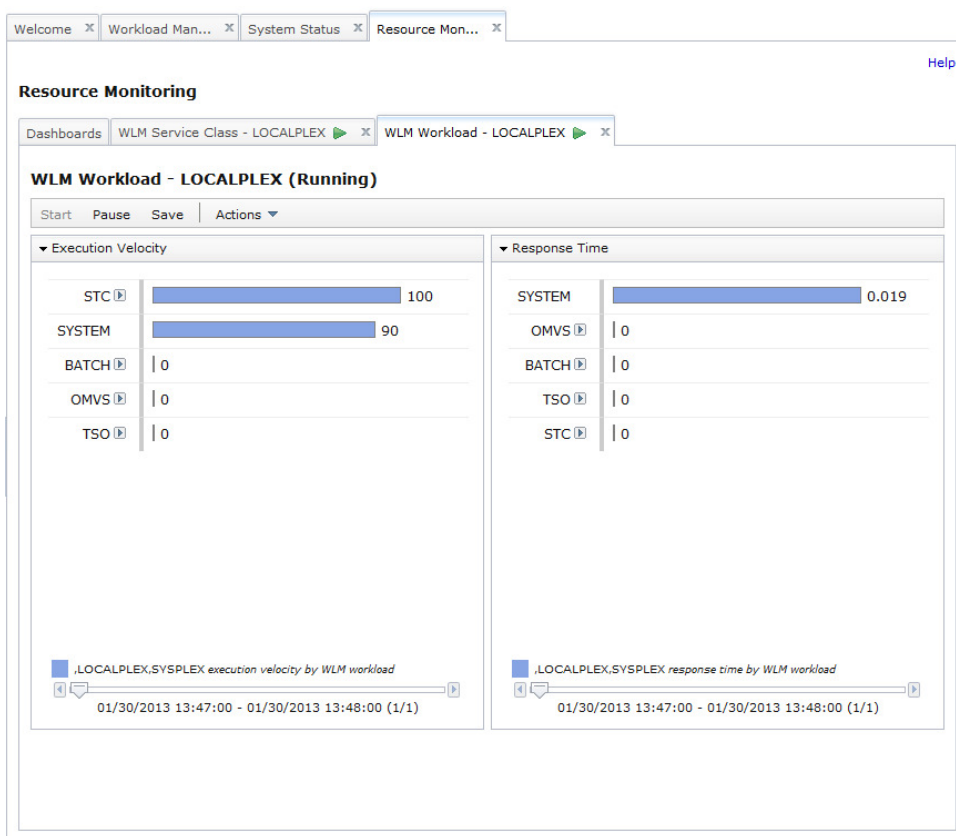 Welcome X Workload Man... X System Status X Resource Mon... X
Help
Resource Monitoring
Dashboards WLM Service Class - LOCALPLEX X WLM Workload - LOCALPLEX X
WLM Workload - LOCALPLEX (Running)
Start Pause Save Actions
Execution Velocity
STC 100
SYSTEM 90
BATCH 0
OMVS 0
TSO 0
,LOCALPLEX,SYSPLEX execution velocity by WLM workload
01/30/2013 13:47:00 - 01/30/2013 13:48:00 (1/1)
Response Time
SYSTEM 0.019
OMVS 0
BATCH 0
TSO 0
STC 0
,LOCALPLEX,SYSPLEX response time by WLM workload
01/30/2013 13:47:00 - 01/30/2013 13:48:00 (1/1)